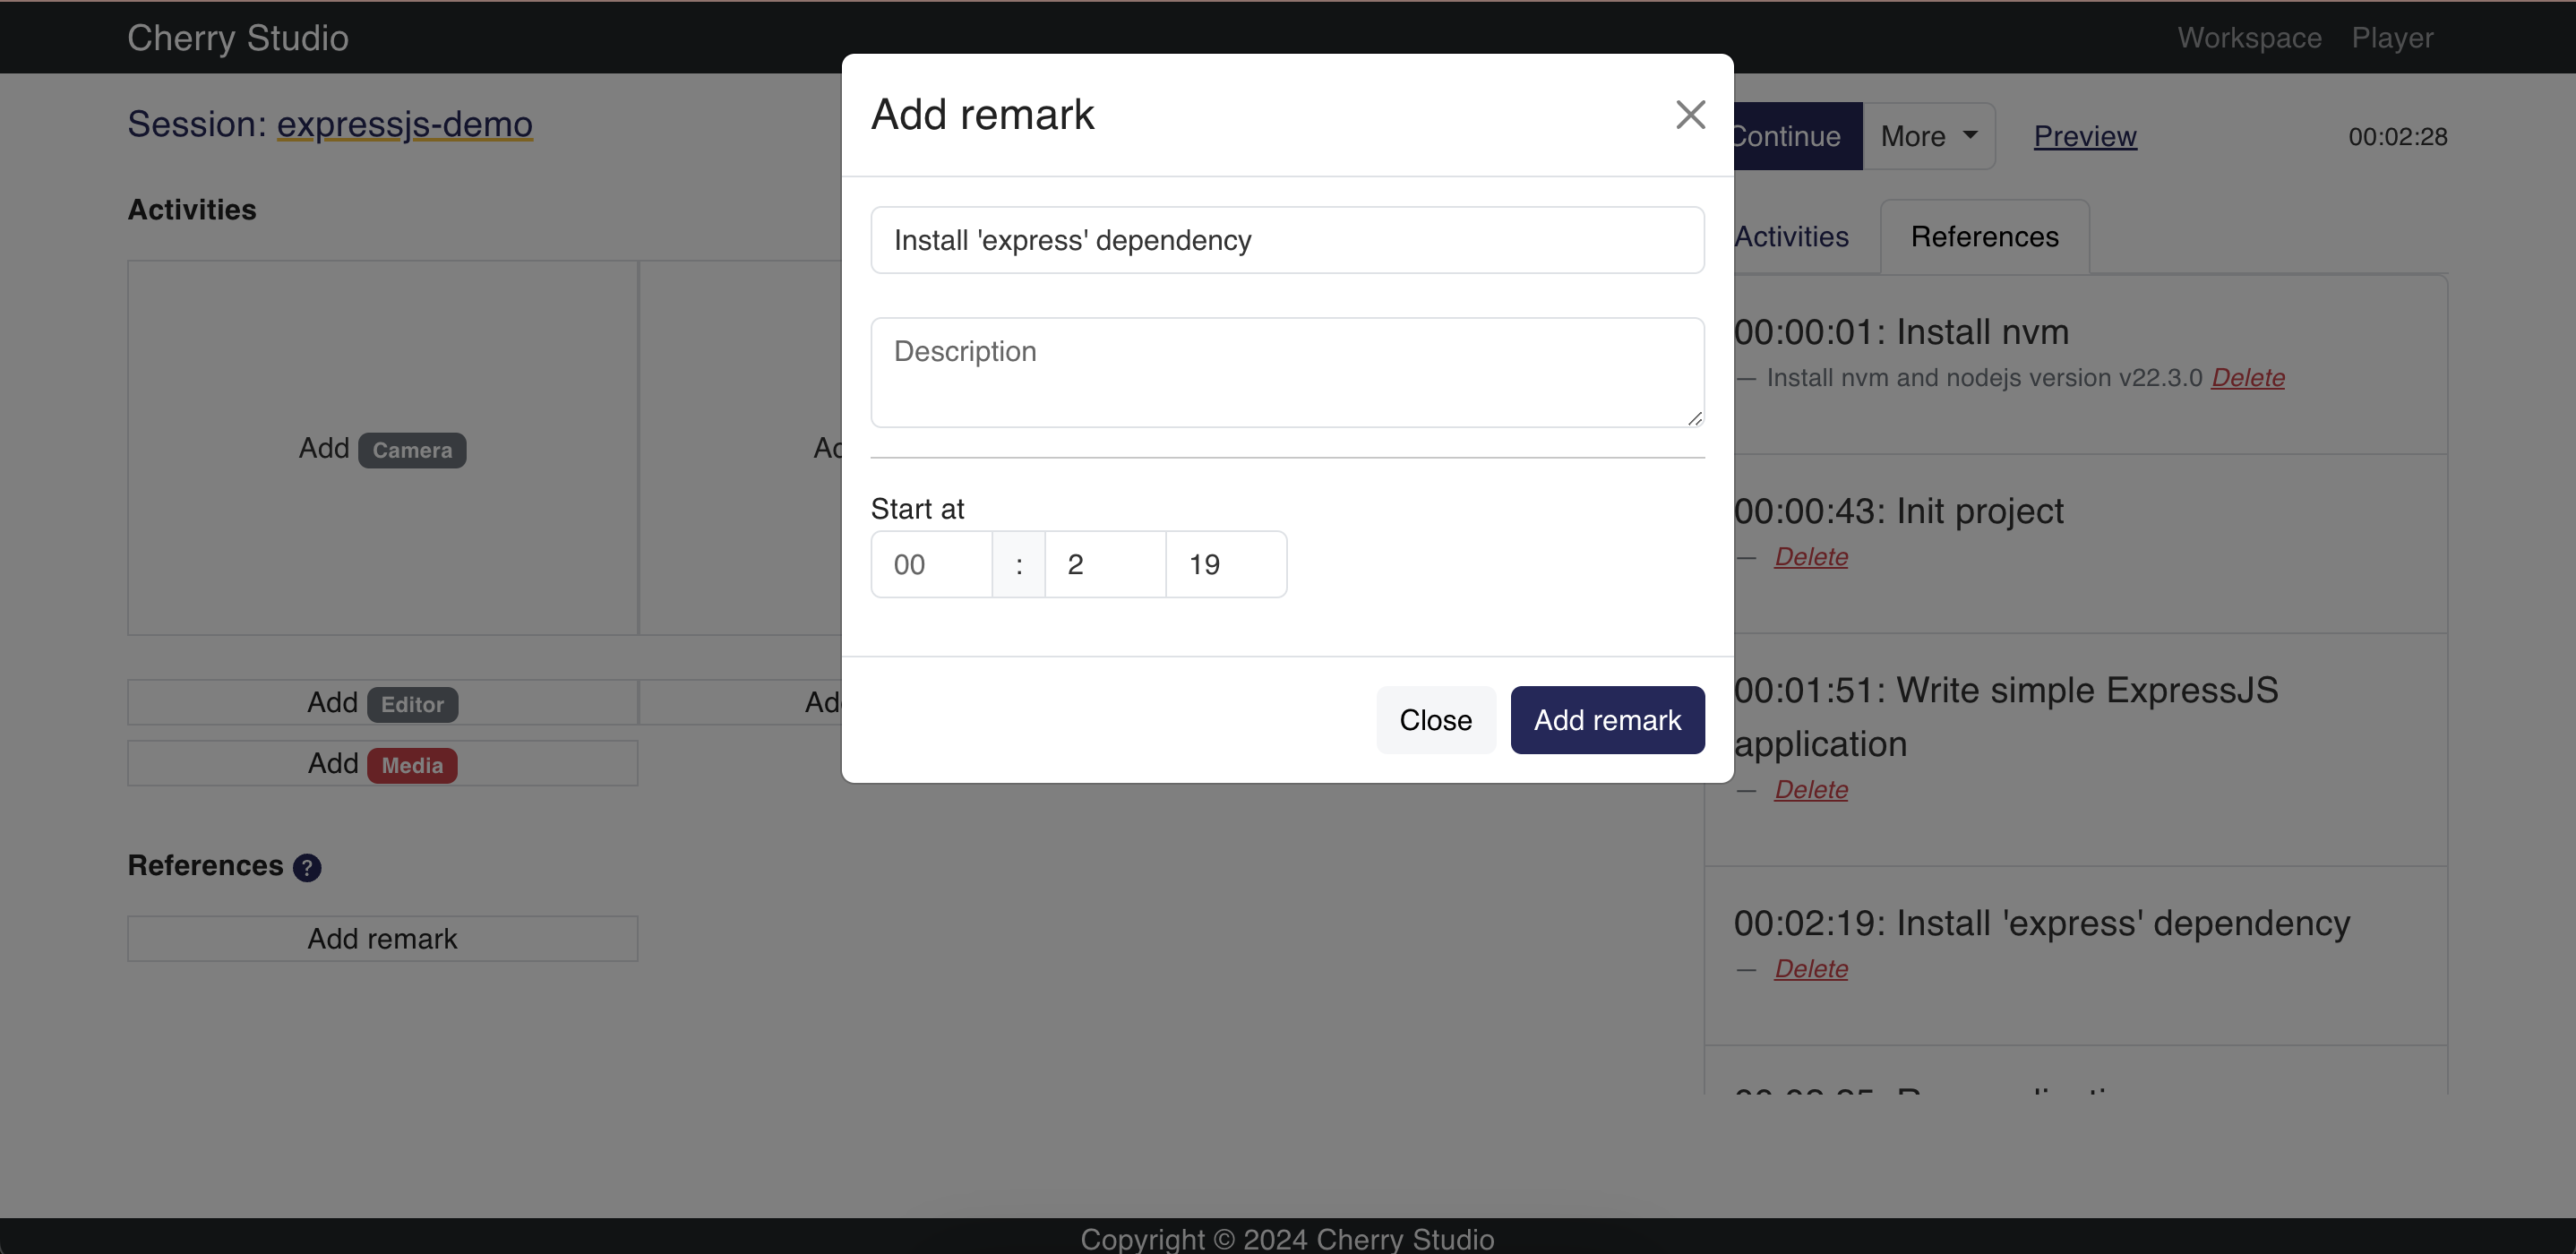 Cherry Studio
Workspace Player
Session: expressjs-demo
Activities
Add Camera
Add Editor
Add Media
References ?
Add remark
Add remark
Install 'express' dependency
Description
Start at
00 : 2 19
Close Add remark
Continue More Preview 00:02:28
Activities References
00:00:01: Install nvm
— Install nvm and nodejs version v22.3.0 Delete
00:00:43: Init project
— Delete
00:01:51: Write simple ExpressJS
application
— Delete
00:02:19: Install 'express' dependency
— Delete
Copyright © 2024 Cherry Studio